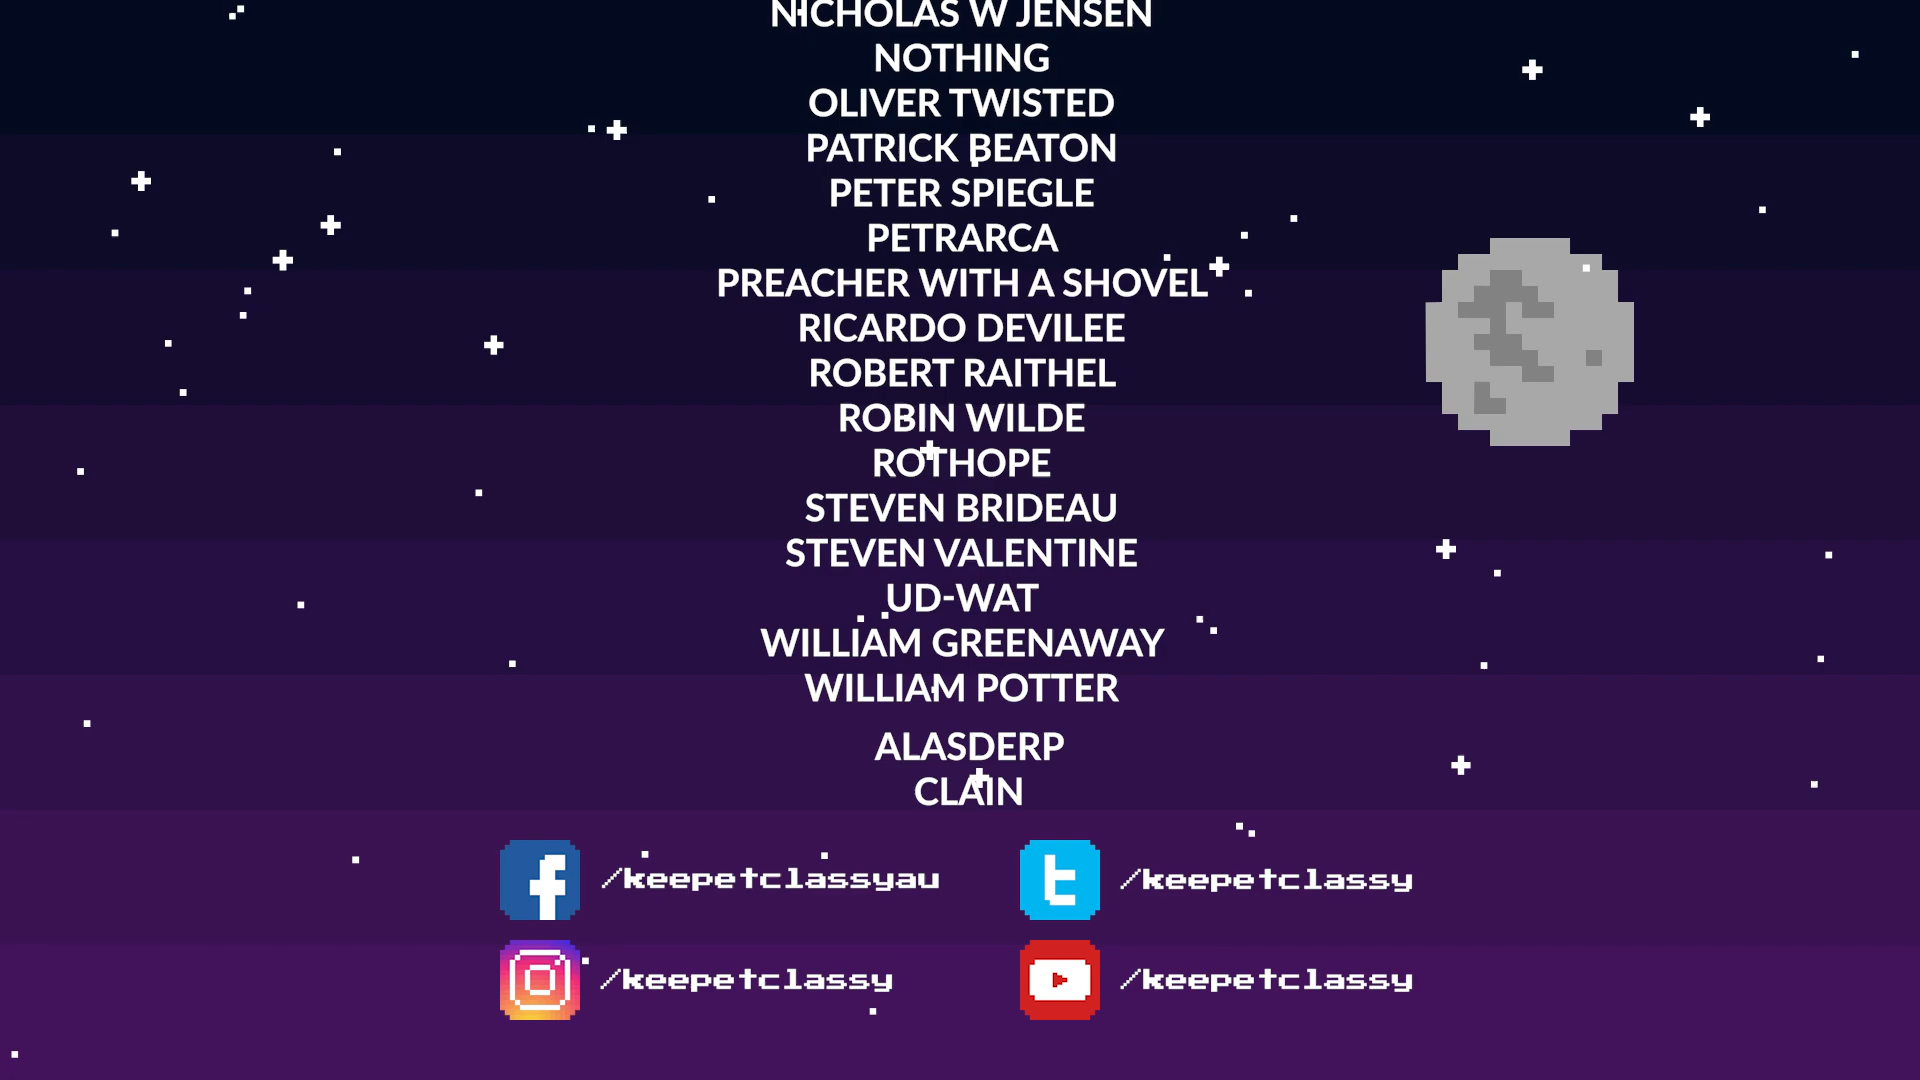 NICHOLAS W JENSEN
NOTHING
OLIVER TWISTED
PATRICK BEATON
PETER SPIEGLE
PETRARCA
PREACHER WITH A SHOVEL
RICARDO DEVILEE
ROBERT RAITHEL
ROBIN WILDE
ROTHOPE
STEVEN BRIDEAU
STEVEN VALENTINE
UD-WAT
WILLIAM GREENAWAY
WILLIAM POTTER
ALASDERP
CLAIN
/keepetclassyau
/keepetclassy
/keepetclassy
/keepetclassy